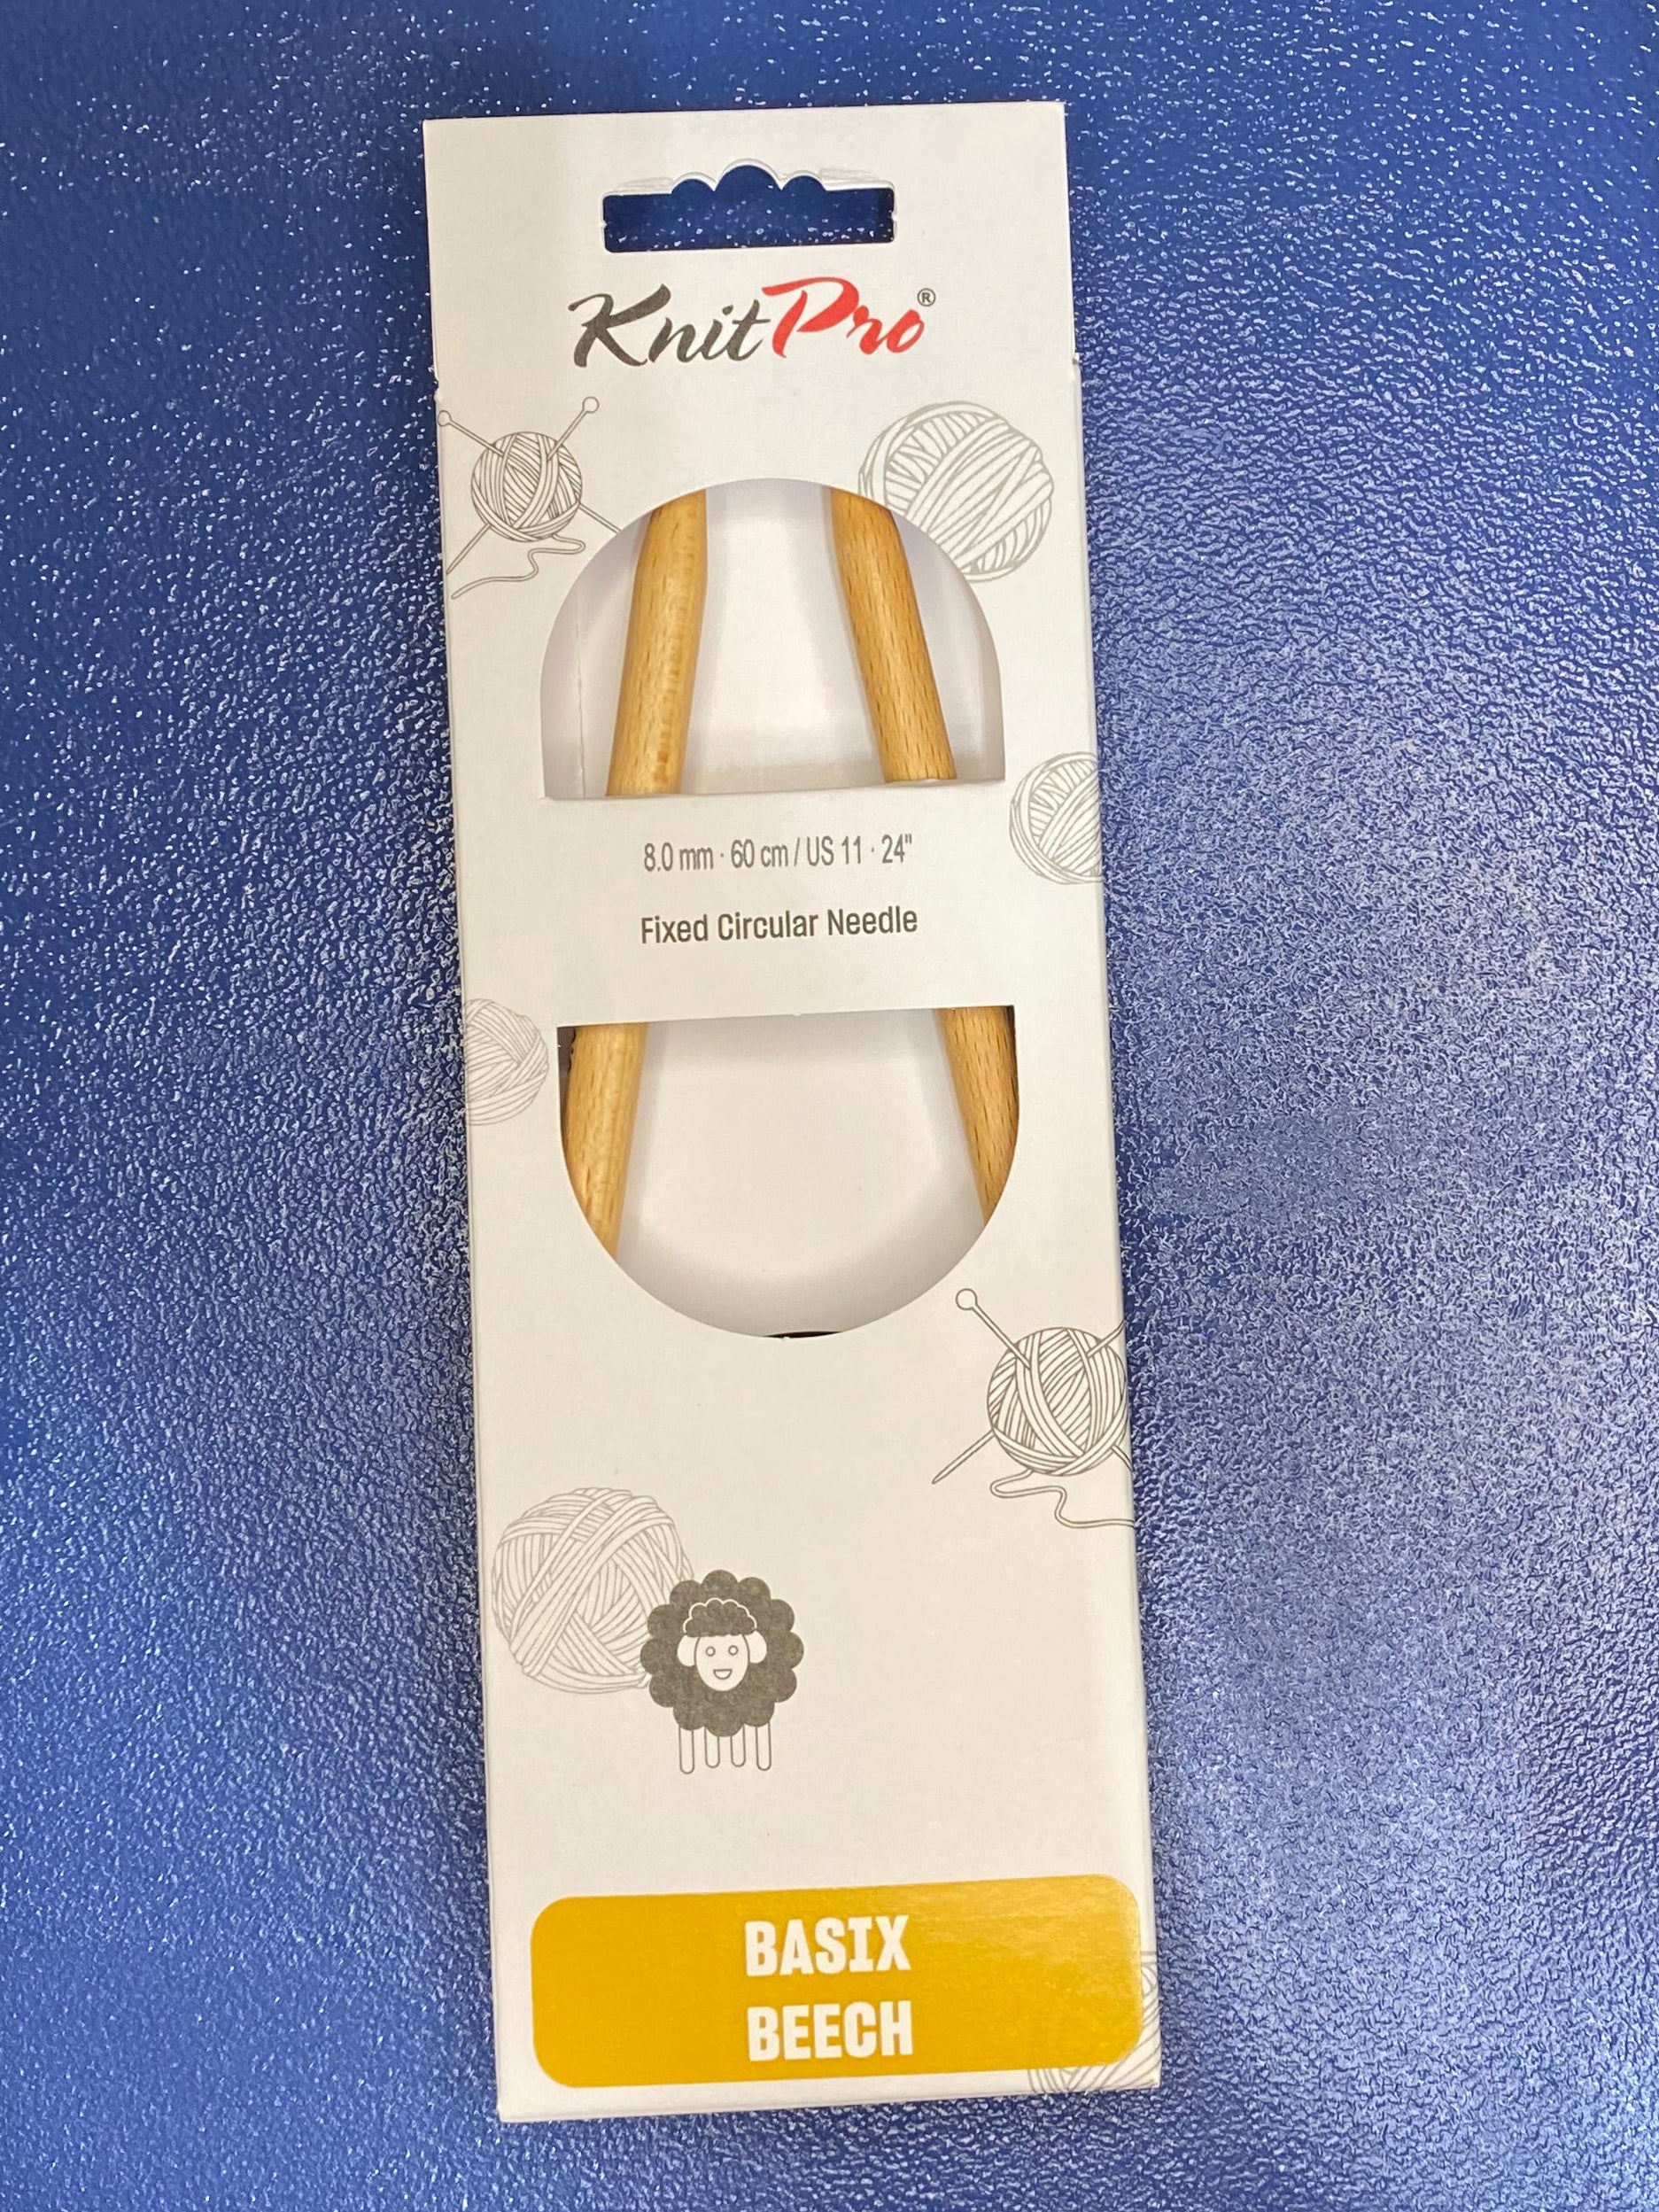 KnitPro®
8.0 mm · 60 cm / US 11 · 24"
Fixed Circular Needle
BASIX
BEECH